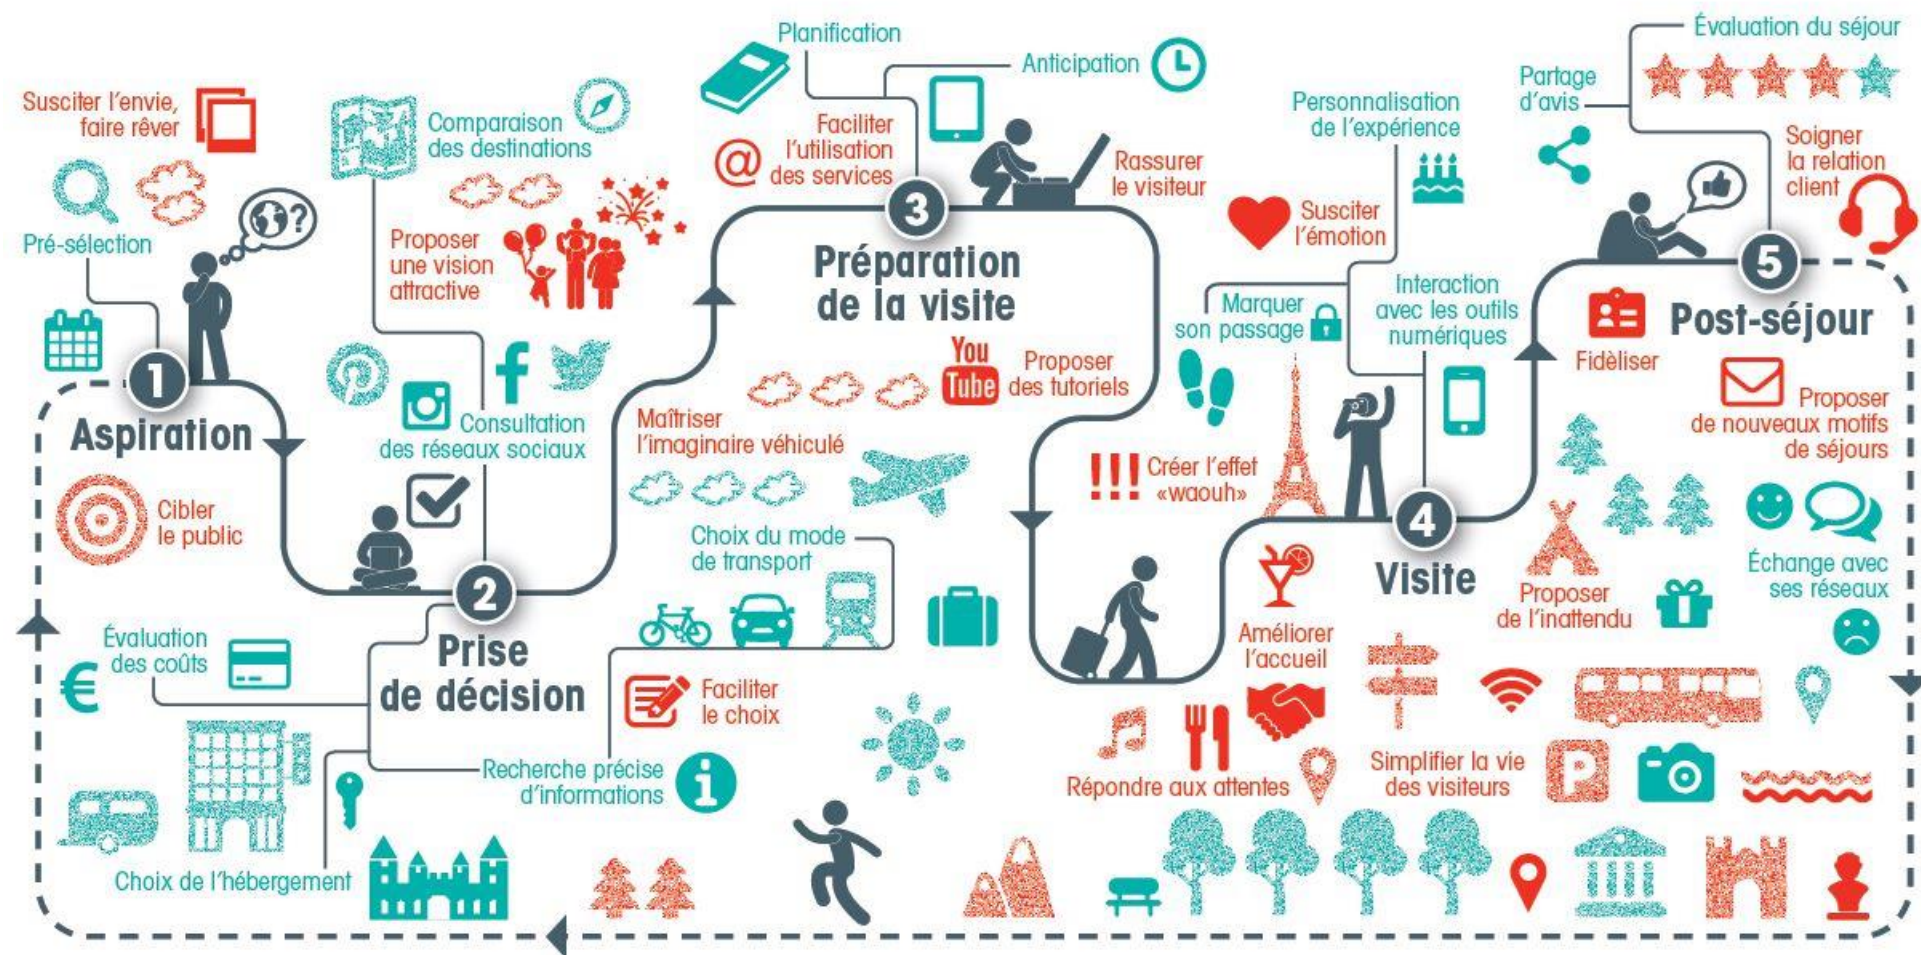 Susciter l'envie,
faire rêver
Pré-sélection
?
1
Aspiration
Cibler
le public
Comparaison
des destinations
Proposer
une vision
attractive
Consultation
des réseaux sociaux
2
Prise
de décision
Évaluation
des coûts
€
Choix de l'hébergement
Recherche précise
d'informations
i
Faciliter
le choix
Choix du mode
de transport
Maîtriser
l'imaginaire véhiculé
Planification
Anticipation
@
Faciliter
l'utilisation
des services
Rassurer
le visiteur
3
Préparation
de la visite
You
Tube
Proposer
des tutoriels
Personnalisation
de l'expérience
Susciter
l'émotion
Marquer
son passage
Interaction
avec les outils
numériques
!!! Créer l'effet
«waouh»
4
Visite
Améliorer
l'accueil
Répondre aux attentes
Simplifier la vie
des visiteurs
P
Proposer
de l'inattendu
Évaluation du séjour
Partage
d'avis
Soigner
la relation
client
5
Post-séjour
Fidèliser
Proposer
de nouveaux motifs
de séjours
Échange avec
ses réseaux